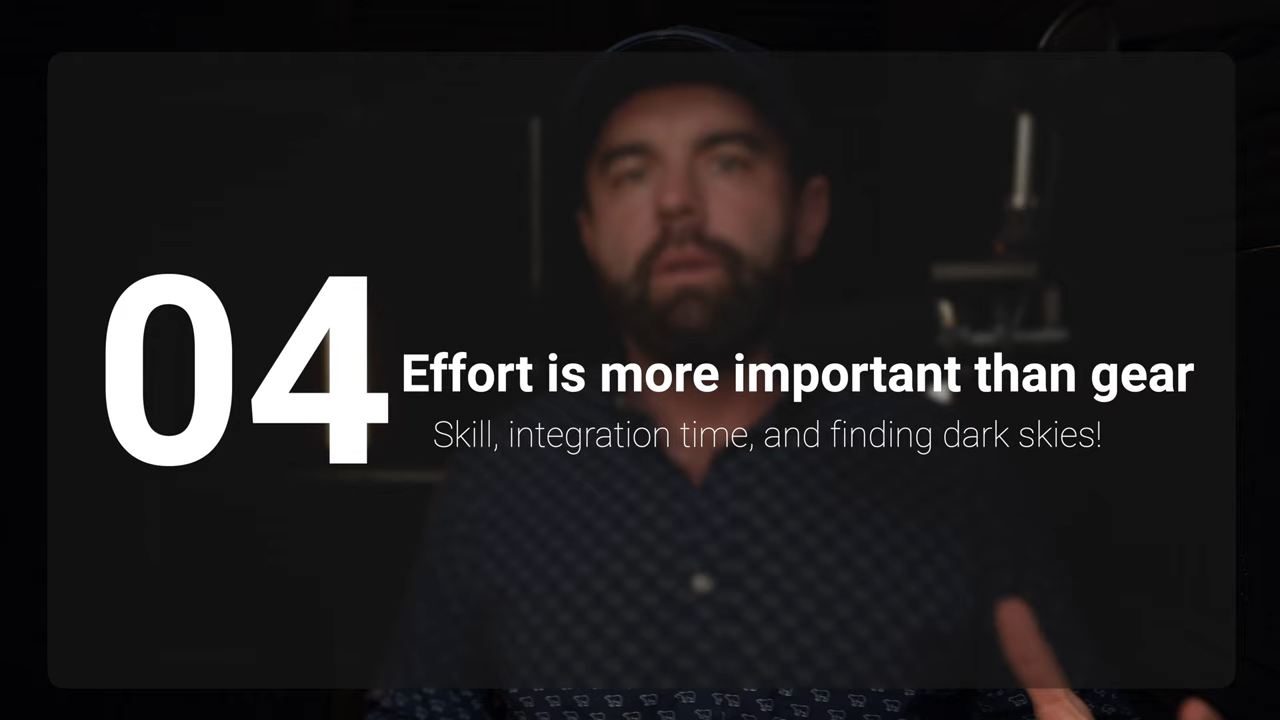 04
Effort is more important than gear
Skill, integration time, and finding dark skies!